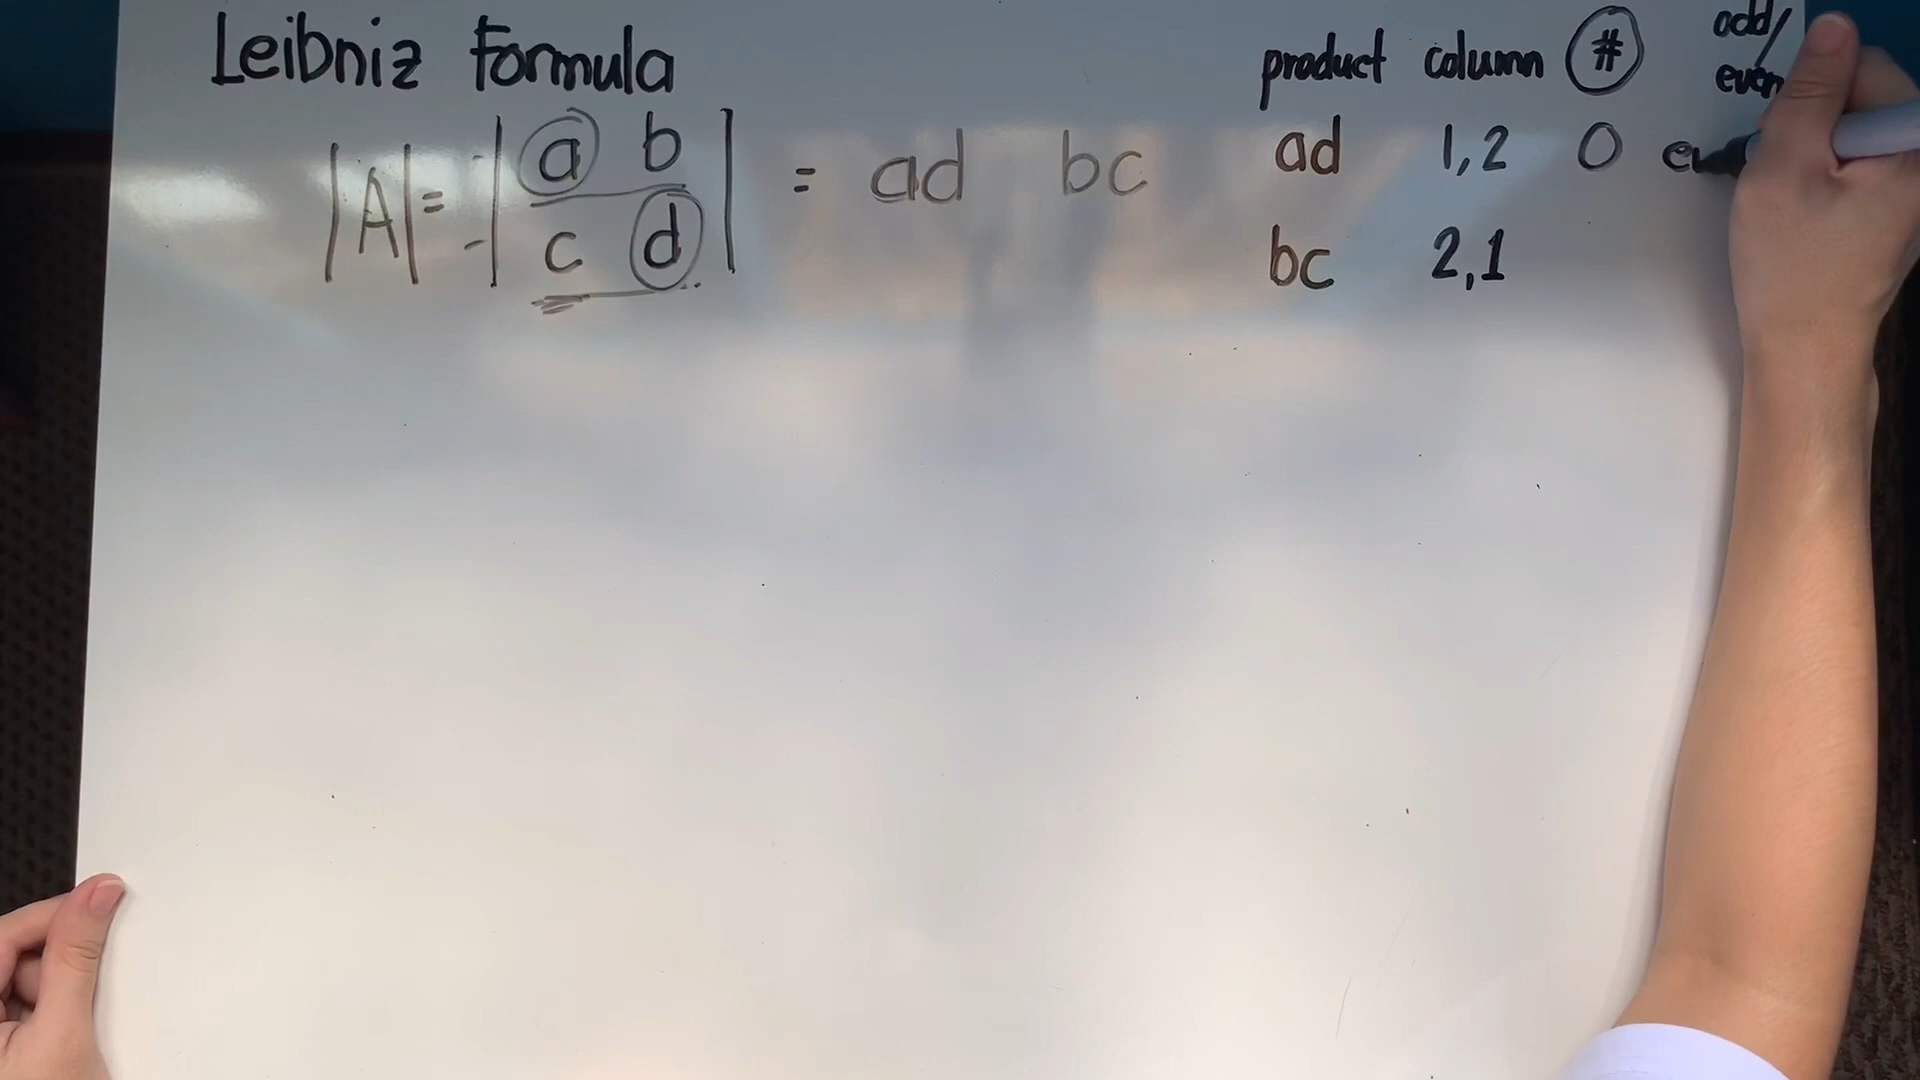 Leibniz Formula
|A| = | a b | = ad bc
| c d |
product column # odd/
even
ad 1,2 0
bc 2,1